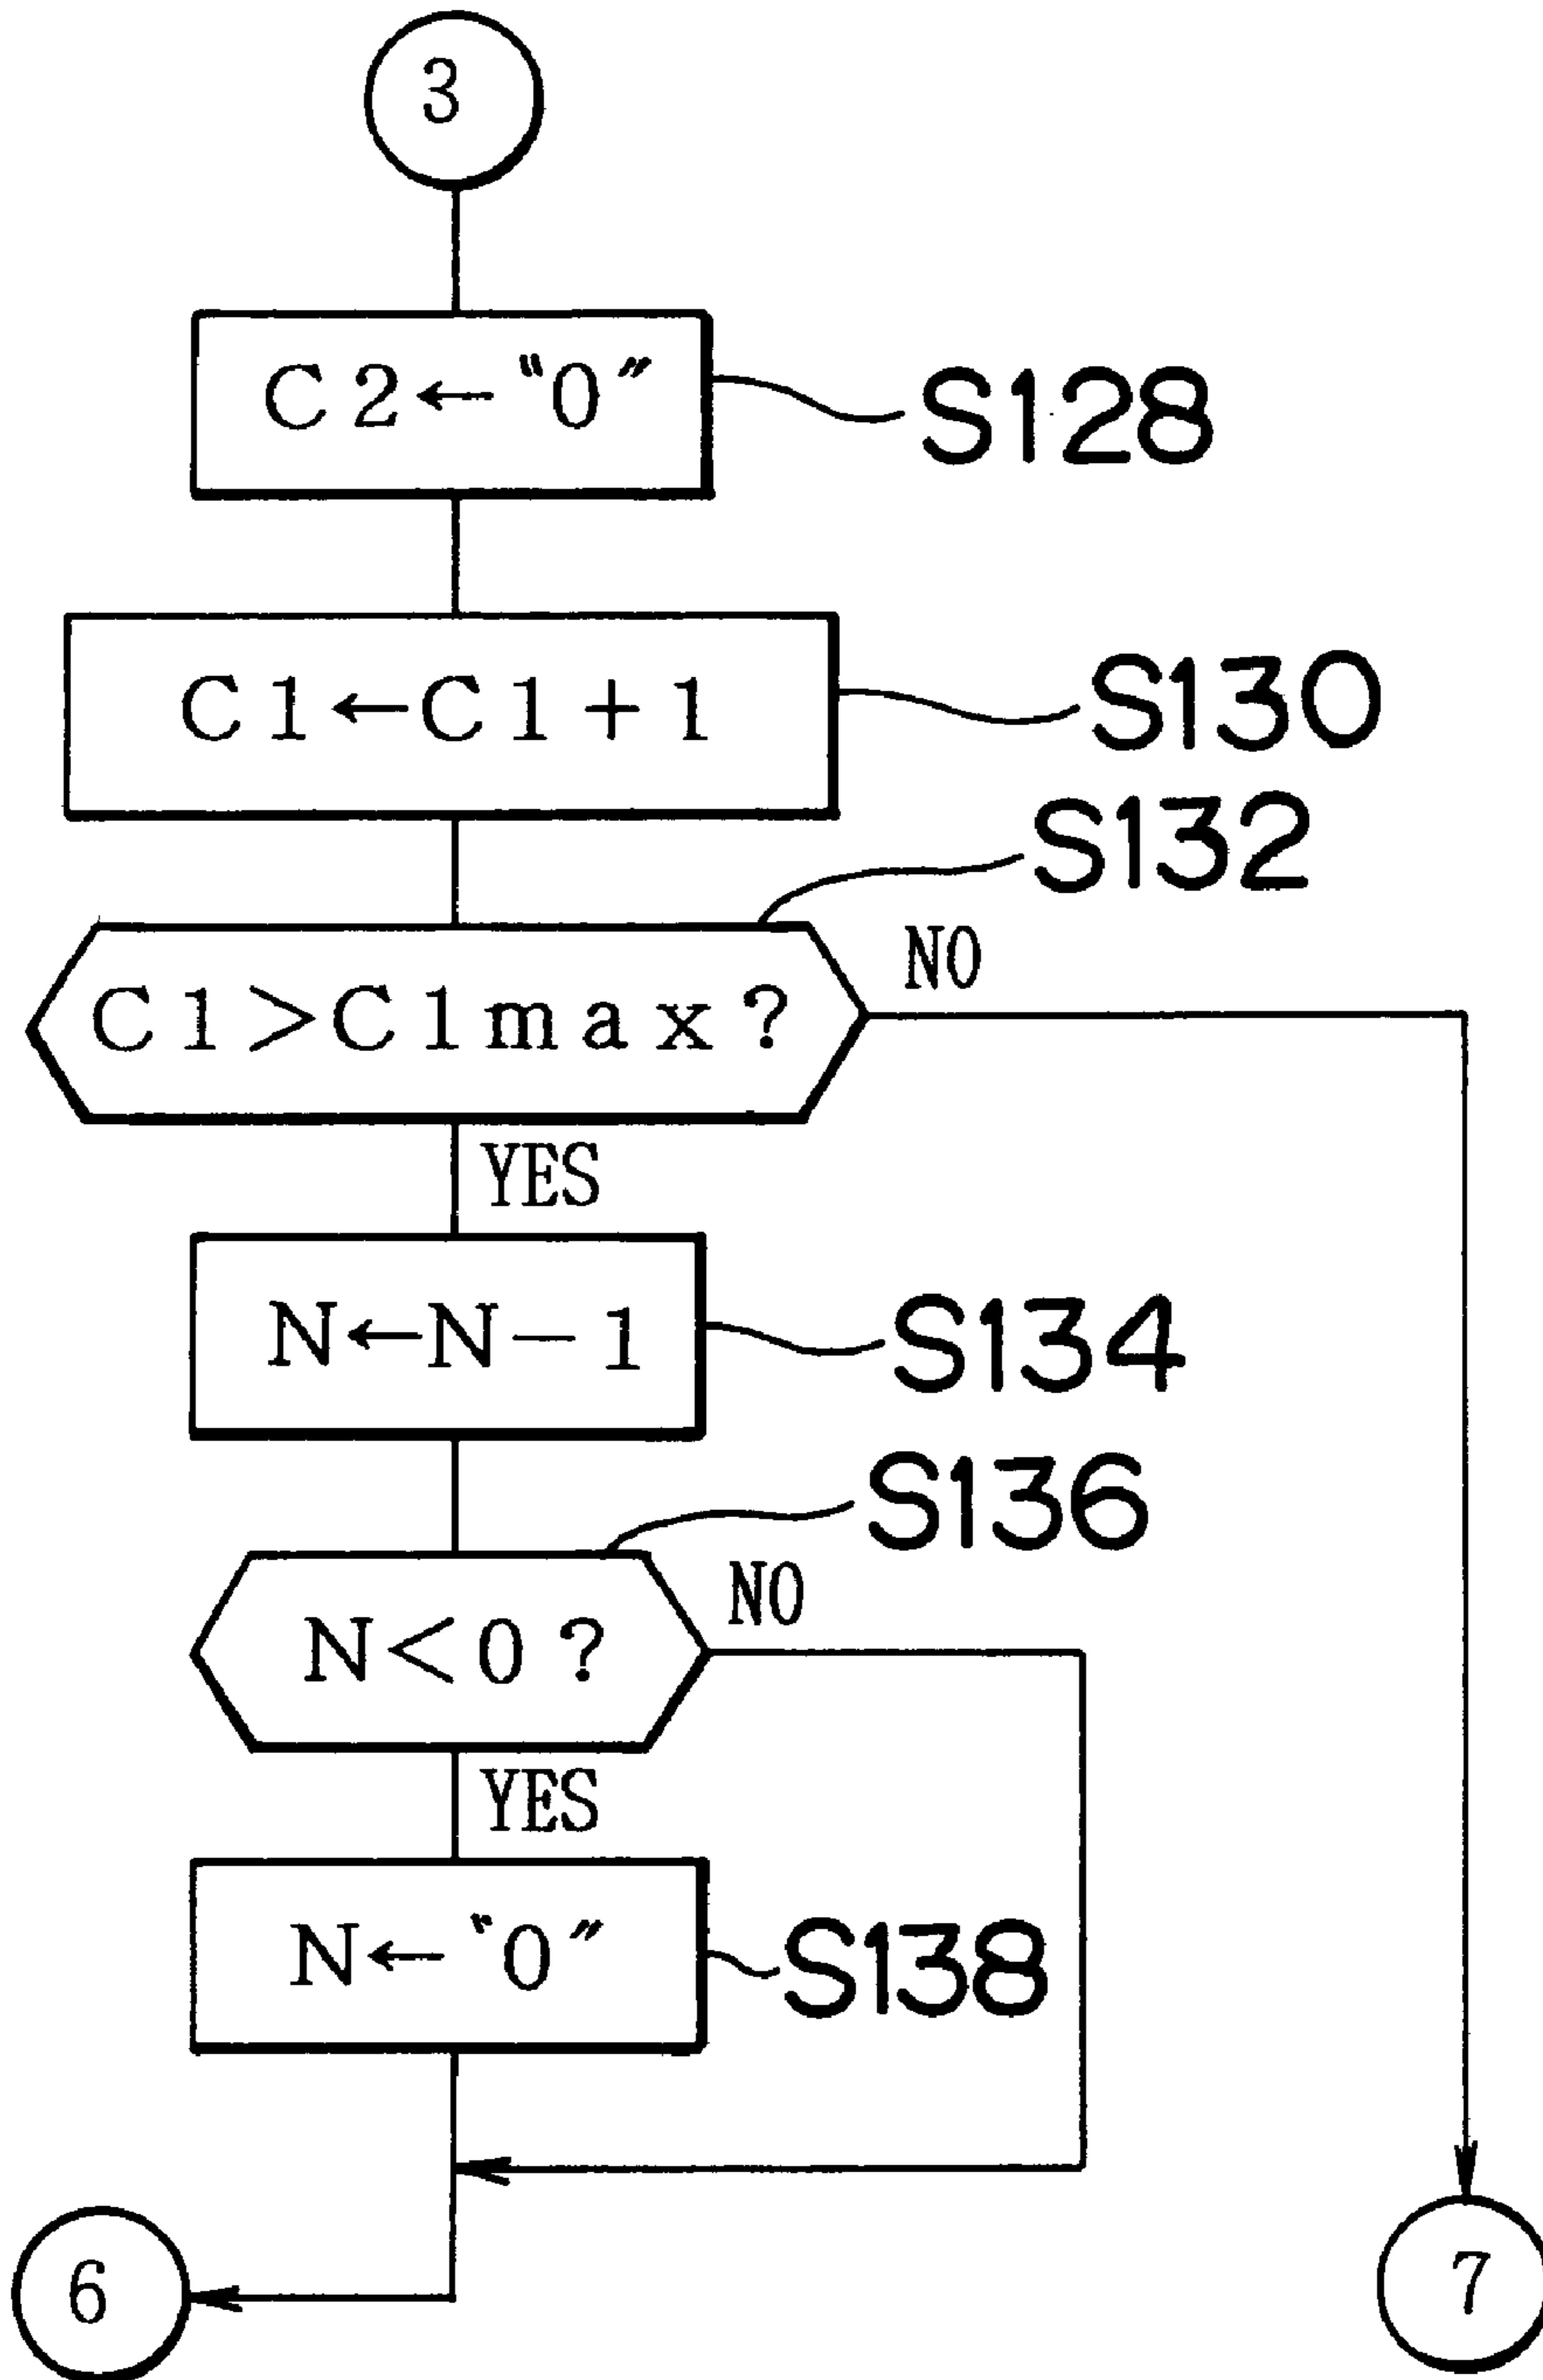 3
C2←“0”
S128
C1←C1+1
S130
S132
C1>C1max?
NO
YES
N←N-1
S134
S136
N<0?
NO
YES
N←“0”
S138
6
7